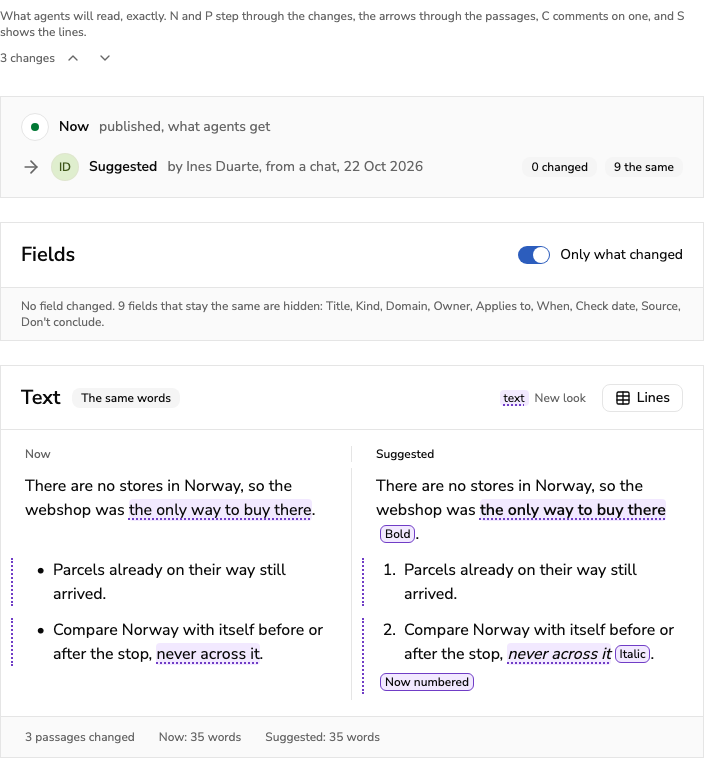 What agents will read, exactly. N and P step through the changes, the arrows through the passages, C comments on one, and S
shows the lines.
3 changes
Now published, what agents get
ID Suggested by Ines Duarte, from a chat, 22 Oct 2026 0 changed 9 the same
Fields Only what changed
No field changed. 9 fields that stay the same are hidden: Title, Kind, Domain, Owner, Applies to, When, Check date, Source,
Don't conclude.
Text The same words text New look Lines
Now
There are no stores in Norway, so the
webshop was the only way to buy there.
• Parcels already on their way still
arrived.
• Compare Norway with itself before or
after the stop, never across it.
Suggested
There are no stores in Norway, so the
webshop was the only way to buy there
Bold.
1. Parcels already on their way still
arrived.
2. Compare Norway with itself before or
after the stop, never across it Italic.
Now numbered
3 passages changed Now: 35 words Suggested: 35 words